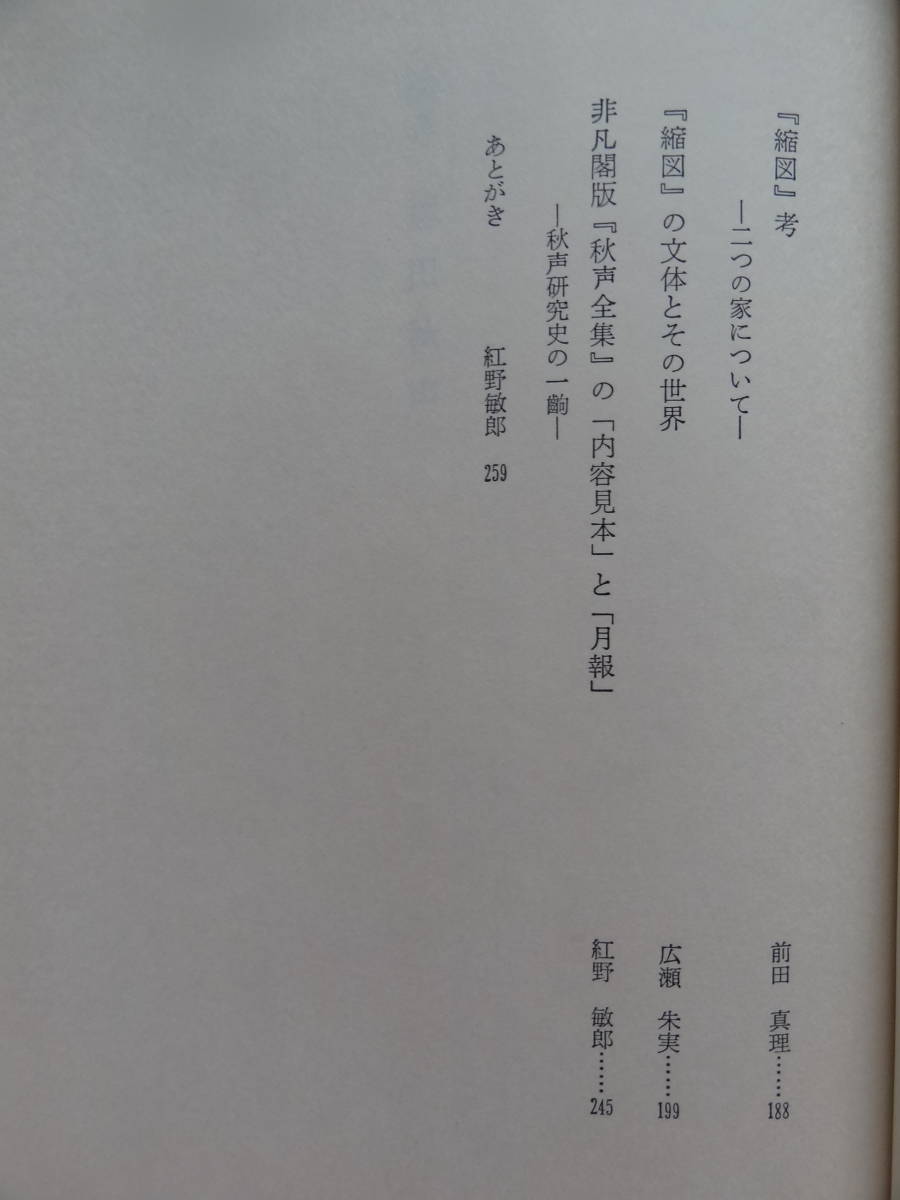 『縮図』考
―二つの家について―
前田 真理……188
『縮図』の文体とその世界
広瀬 朱実……199
非凡閣版『秋声全集』の「内容見本」と「月報」
―秋声研究史の一齣―
紅野 敏郎……245
あとがき 紅野敏郎 259